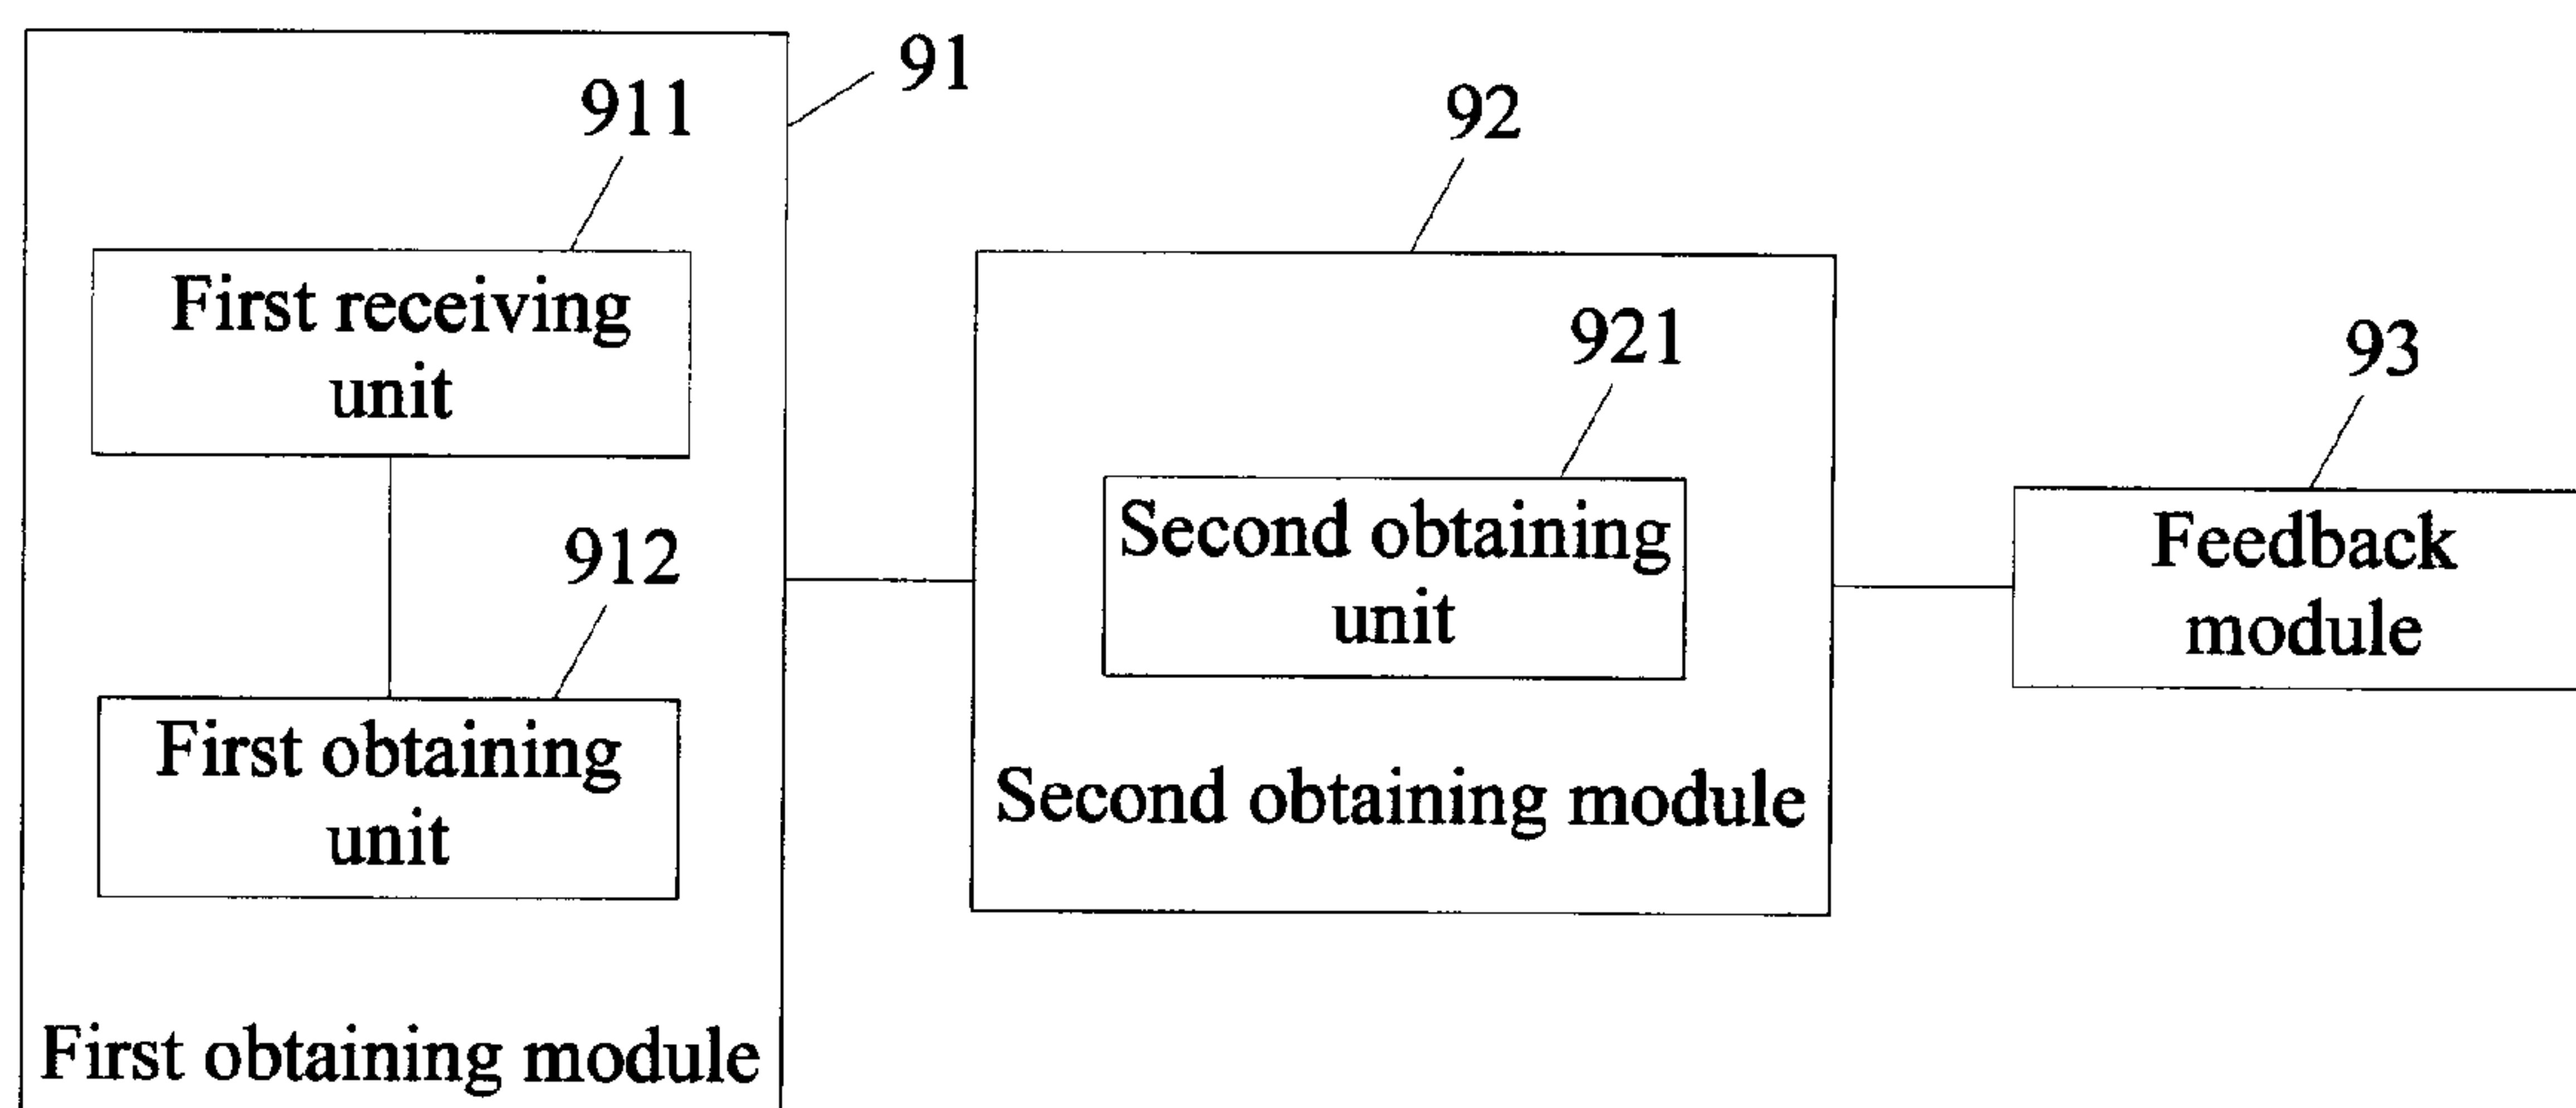 91
911
First receiving
unit
912
First obtaining
unit
First obtaining module
92
921
Second obtaining
unit
Second obtaining module
93
Feedback
module